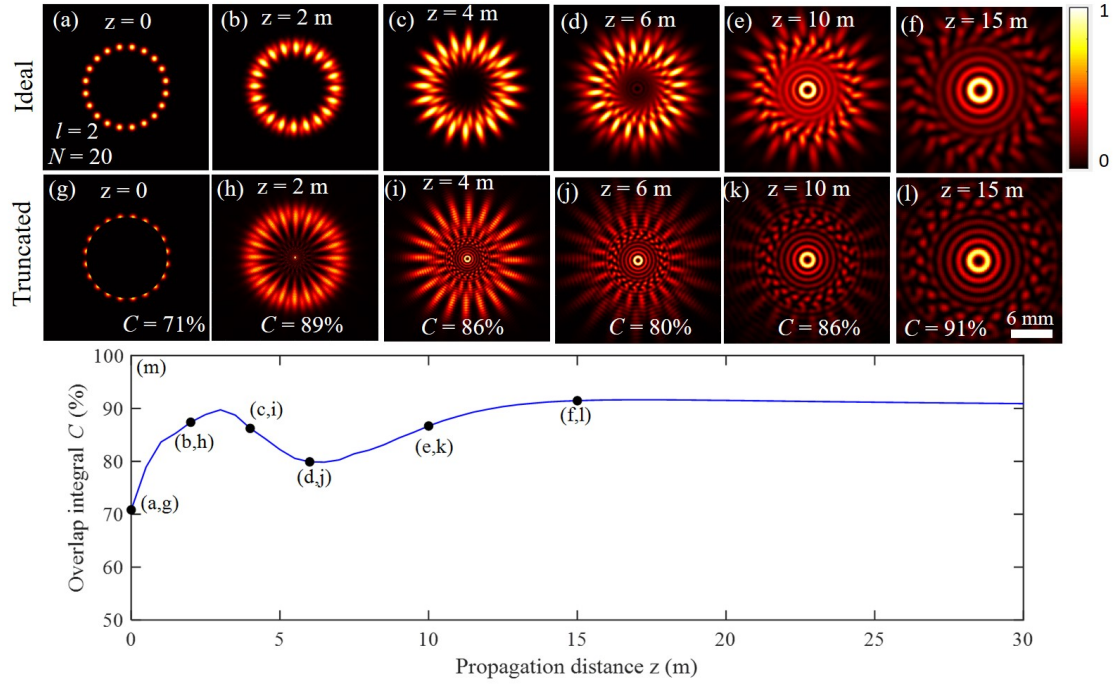 (a) z = 0
(b) z = 2 m
(c) z = 4 m
(d) z = 6 m
(e) z = 10 m
(f) z = 15 m
1
0
Ideal
l = 2
N = 20
(g) z = 0
(h) z = 2 m
(i) z = 4 m
(j) z = 6 m
(k) z = 10 m
(l) z = 15 m
Truncated
C = 71%
C = 89%
C = 86%
C = 80%
C = 86%
C = 91%
6 mm
(m)
100
90
80
70
60
50
Overlap integral C (%)
(a,g)
(b,h)
(c,i)
(d,j)
(e,k)
(f,l)
0 5 10 15 20 25 30
Propagation distance z (m)